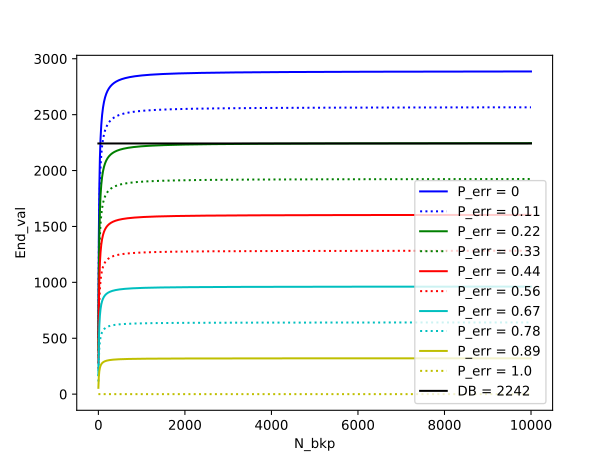 3000
2500
2000
1500
1000
500
0
End_val
P_err = 0
P_err = 0.11
P_err = 0.22
P_err = 0.33
P_err = 0.44
P_err = 0.56
P_err = 0.67
P_err = 0.78
P_err = 0.89
P_err = 1.0
DB = 2242
0 2000 4000 6000 8000 10000
N_bkp